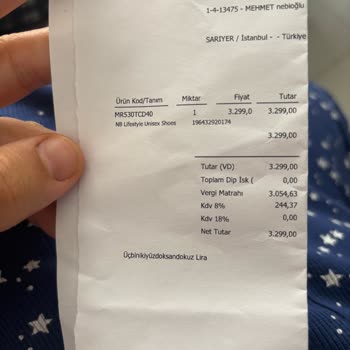 1-4-13475 - MEHMET nebioğlu
SARIYER / İstanbul - - Türkiye
Ürün Kod/Tanım Miktar Fiyat Tutar
MR530TCD40 1 3.299,0 3.299,00
NB Lifestyle Unisex Shoes 196432920174
3.299,00
Tutar (VD) 3.299,00
Toplam Dip İsk ( 0,00
Vergi Matrahı 3.054,63
Kdv 8% 244,37
Kdv 18% 0,00
Net Tutar 3.299,00
Üçbinikiyüzdoksandokuz Lira